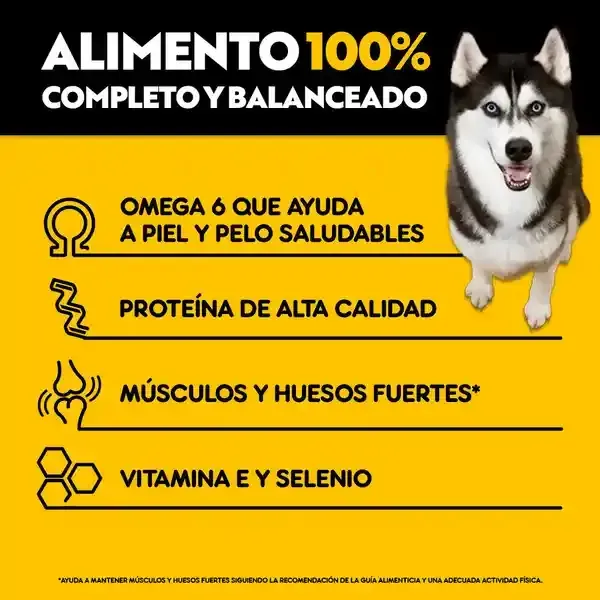 ALIMENTO 100%
COMPLETO Y BALANCEADO
OMEGA 6 QUE AYUDA
A PIEL Y PELO SALUDABLES
PROTEÍNA DE ALTA CALIDAD
MÚSCULOS Y HUESOS FUERTES*
VITAMINA E Y SELENIO
*AYUDA A MANTENER MÚSCULOS Y HUESOS FUERTES SIGUIENDO LA RECOMENDACIÓN DE LA GUÍA ALIMENTICIA Y UNA ADECUADA ACTIVIDAD FÍSICA.